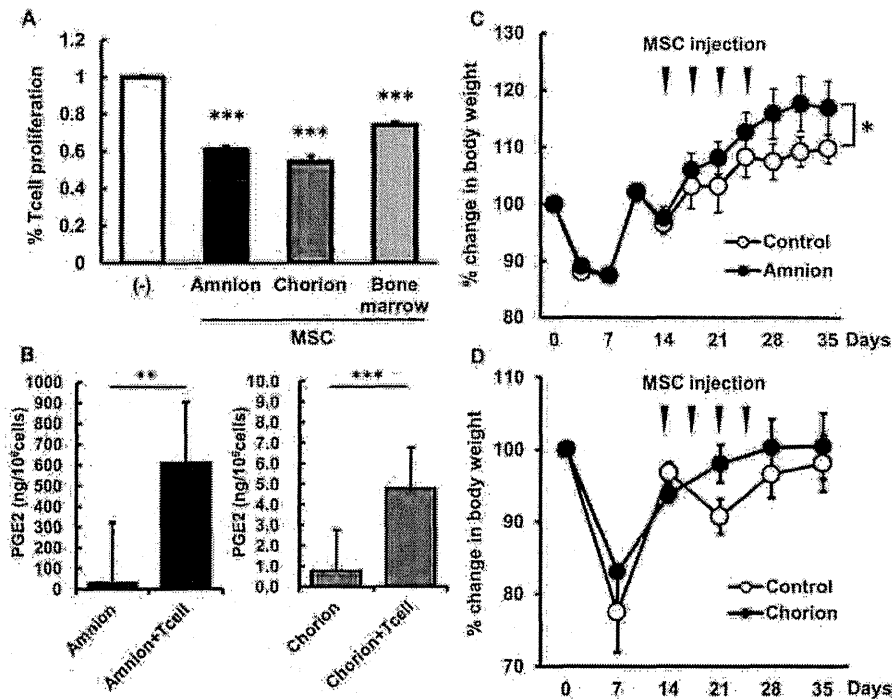 A
% Tcell proliferation
1.2
1
0.8
0.6
0.4
0.2
0
***
***
***
(-)
Amnion
Chorion
Bone
marrow
MSC
B
PGE2 (ng/10⁶cells)
1000
900
800
700
600
500
400
300
200
100
0
**
Amnion
Amnion+Tcell
PGE2 (ng/10⁶cells)
10.0
9.0
8.0
7.0
6.0
5.0
4.0
3.0
2.0
1.0
0.0
***
Chorion
Chorion+Tcell
C
MSC injection
% change in body weight
120
110
100
90
80
*
Control
Amnion
0 7 14 21 28 35 Days
D
MSC injection
% change in body weight
110
100
90
80
70
Control
Chorion
0 7 14 21 28 35 Days